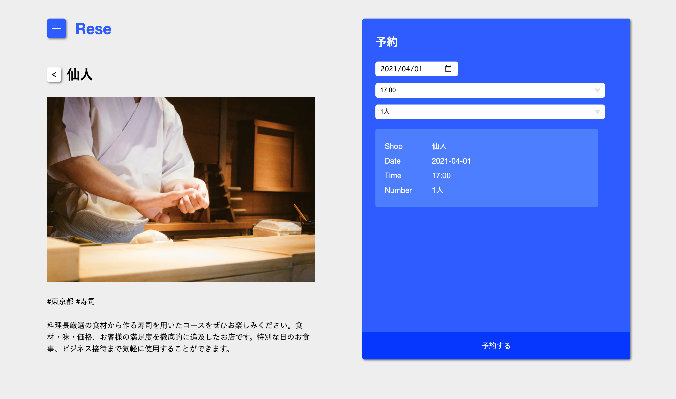 Rese
< 仙人
#東京都 #寿司
料理長厳選の食材から作る寿司を用いたコースをぜひお楽しみください。食
材・味・価格、お客様の満足度を徹底的に追及したお店です。特別な日のお食
事、ビジネス接待まで気軽に使用することができます。
予約
2021/04/01
17:00
1人
Shop 仙人
Date 2021-04-01
Time 17:00
Number 1人
予約する